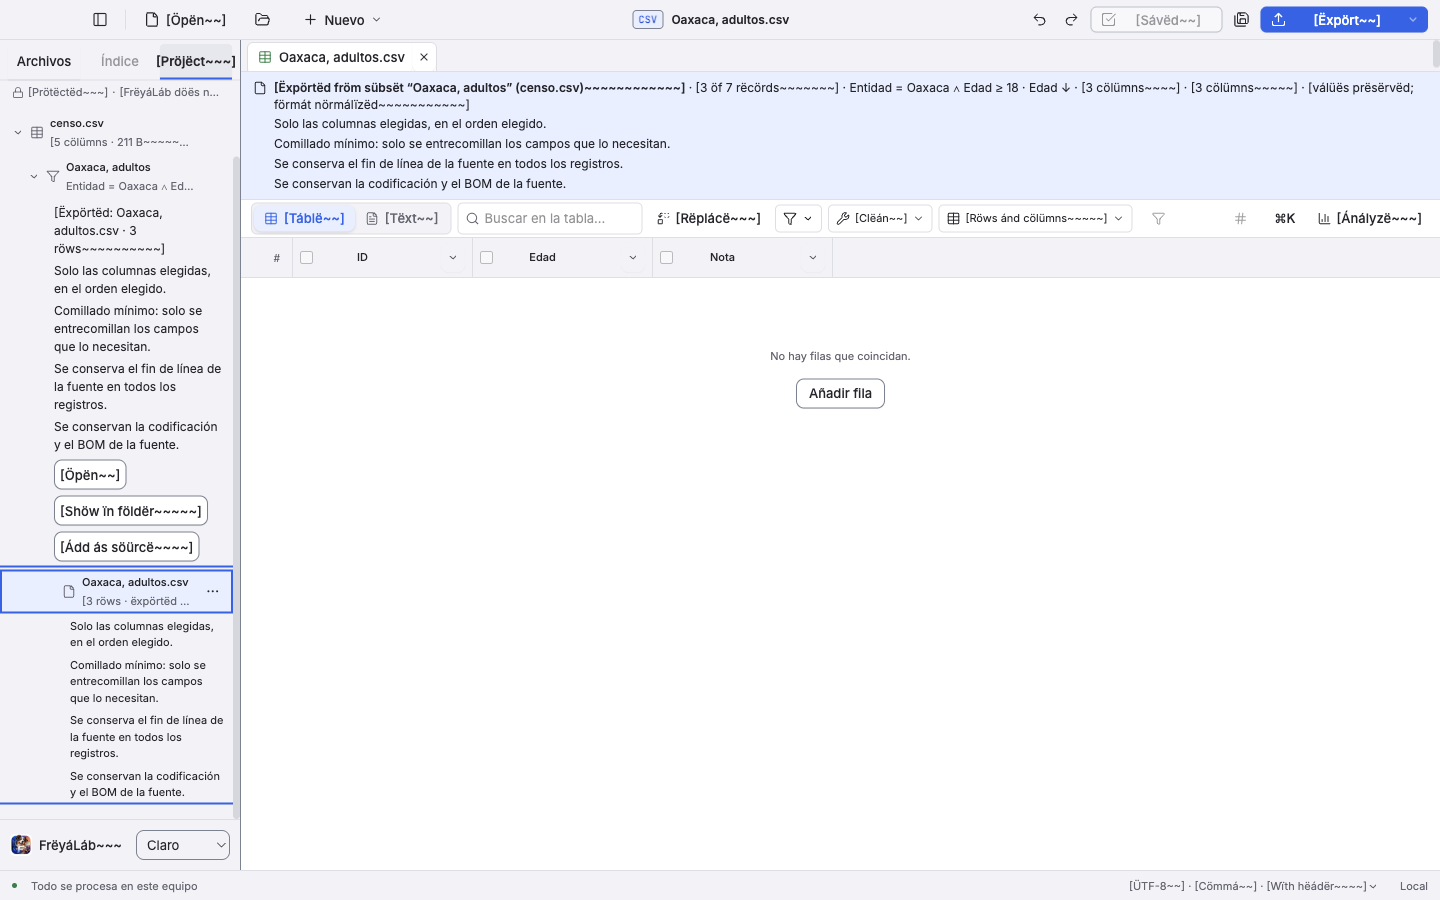 [Öpën~~]
Nuevo
CSV
Oaxaca, adultos.csv
[Sávëd~~]
[Ëxpört~~]
Archivos
Índice
[Pröjëct~~~]
Oaxaca, adultos.csv
[Prötëctëd~~~] · [FrëyáLáb döës n...
censo.csv
[5 cölümns · 211 B~~~~~...
Oaxaca, adultos
Entidad = Oaxaca ∧ Ed...
[Ëxpörtëd: Oaxaca,
adultos.csv · 3
röws~~~~~~~~~~]
Solo las columnas elegidas,
en el orden elegido.
Comillado mínimo: solo se
entrecomillan los campos
que lo necesitan.
Se conserva el fin de línea de
la fuente en todos los
registros.
Se conservan la codificación
y el BOM de la fuente.
[Öpën~~]
[Shöw ïn földër~~~~~]
[Ádd ás söürcë~~~~]
Oaxaca, adultos.csv
[3 röws · ëxpörtëd ...
Solo las columnas elegidas,
en el orden elegido.
Comillado mínimo: solo se
entrecomillan los campos
que lo necesitan.
Se conserva el fin de línea de
la fuente en todos los
registros.
Se conservan la codificación
y el BOM de la fuente.
FrëyáLáb~~~
Claro
[Ëxpörtëd fröm sübsët “Oaxaca, adultos” (censo.csv)~~~~~~~~~~~~] · [3 öf 7 rëcörds~~~~~~~] · Entidad = Oaxaca ∧ Edad ≥ 18 · Edad ↓ · [3 cölümns~~~~] · [3 cölümns~~~~~] · [válüës prësërvëd;
förmát nörmálïzëd~~~~~~~~~~~]
Solo las columnas elegidas, en el orden elegido.
Comillado mínimo: solo se entrecomillan los campos que lo necesitan.
Se conserva el fin de línea de la fuente en todos los registros.
Se conservan la codificación y el BOM de la fuente.
[Táblë~~]
[Tëxt~~]
Buscar en la tabla...
[Rëplácë~~~]
[Clëán~~]
[Röws ánd cölümns~~~~~]
#
⌘K
[Ánályzë~~~]
# ID Edad Nota
No hay filas que coincidan.
Añadir fila
Todo se procesa en este equipo
[ÜTF-8~~] · [Cömmá~~] · [Wïth hëádër~~~~]
Local